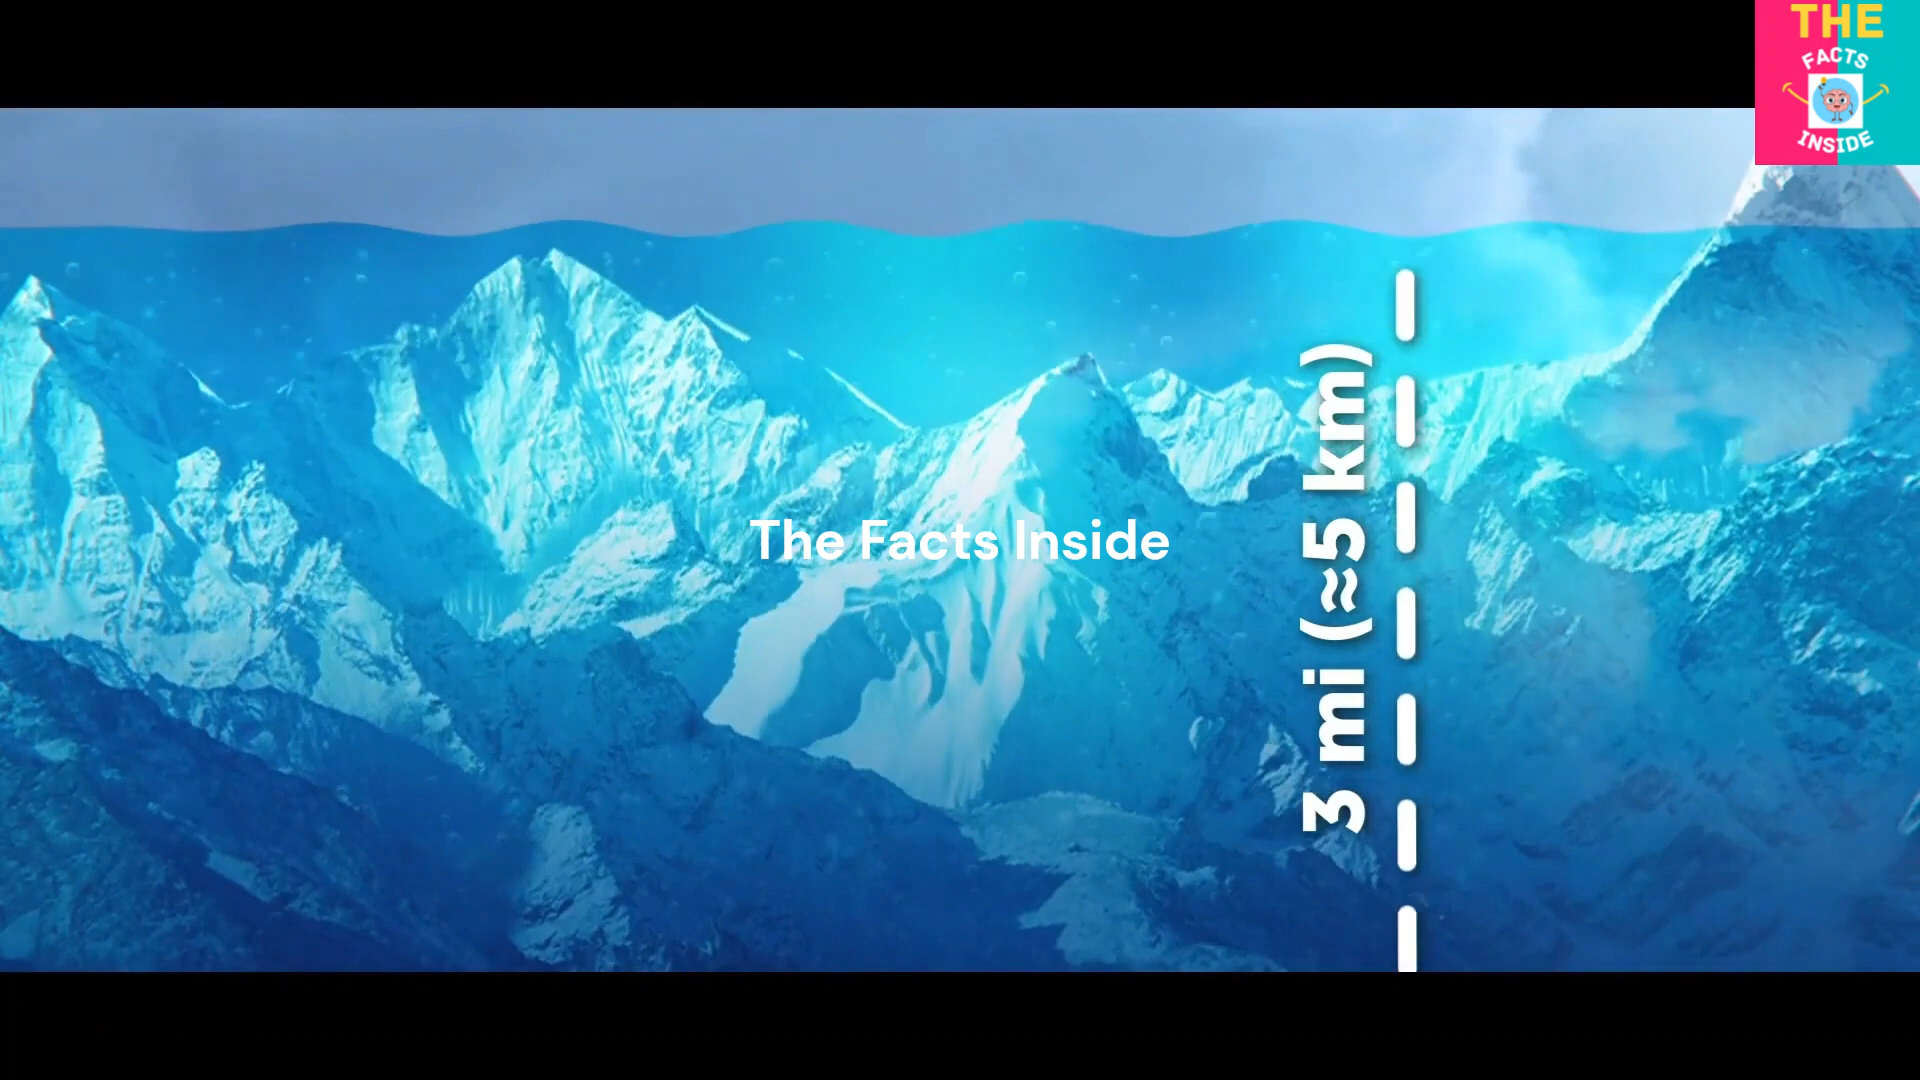 THE
FACTS
INSIDE
The Facts Inside
3 mi (≈5 km)